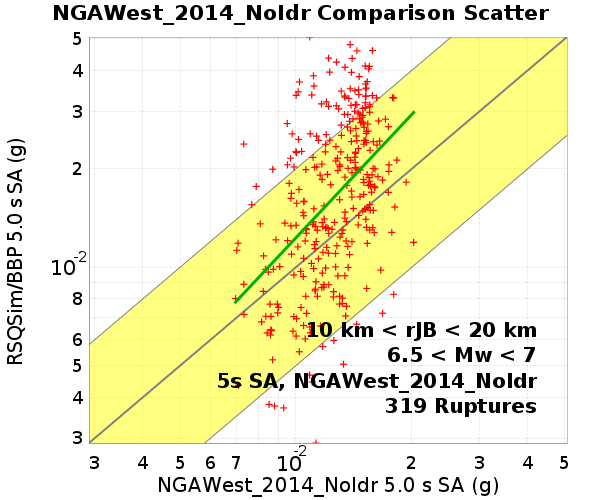 NGAWest_2014_NoIdr Comparison Scatter
RSQSim/BBP 5.0 s SA (g)
5
4
3
2
10-2
8
6
5
4
3
10 km < rJB < 20 km
6.5 < Mw < 7
5s SA, NGAWest_2014_NoIdr
319 Ruptures
3 4 5 6 7 10-2 2 3 4 5
NGAWest_2014_NoIdr 5.0 s SA (g)